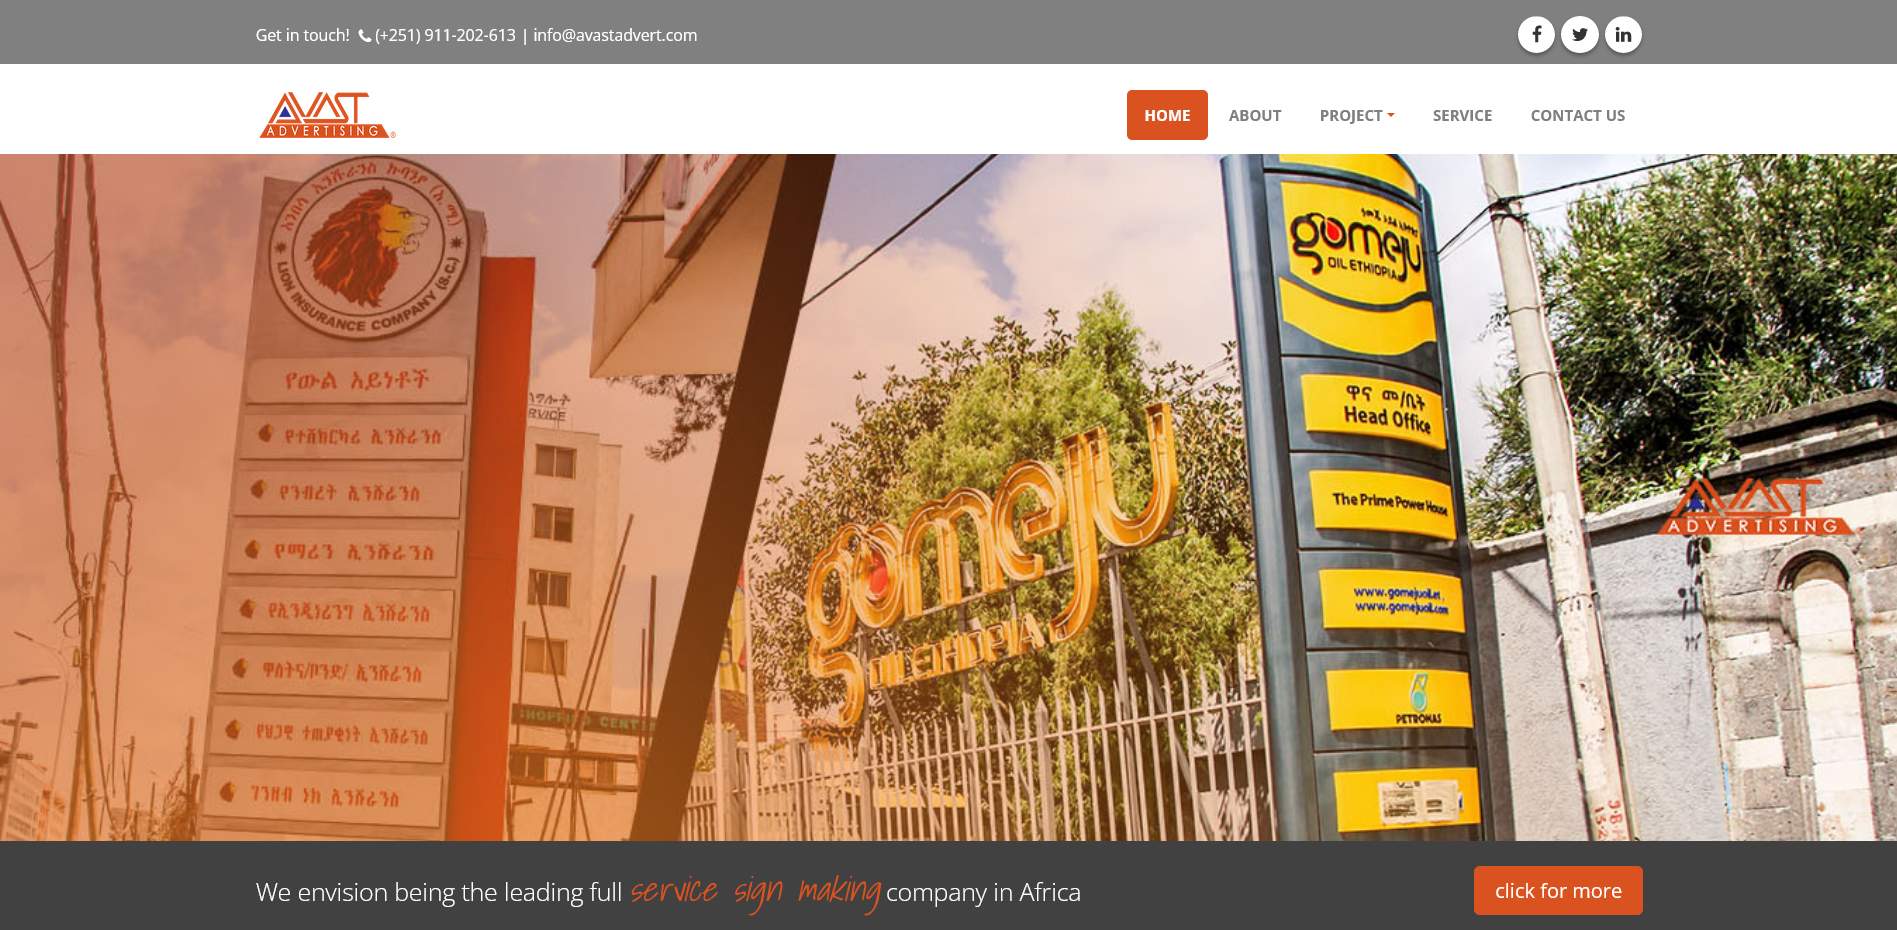 Get in touch! (+251) 911-202-613 | info@avastadvert.com
AVAST
ADVERTISING
®
HOME ABOUT PROJECT SERVICE CONTACT US
አንበሳ ኢንሹራንስ ኩባንያ (አ.ማ)
LION INSURANCE COMPANY (S.C.)
የውል አይነቶች
የተሽከርካሪ ኢንሹራንስ
የንብረት ኢንሹራንስ
የማሪን ኢንሹራንስ
የኢንጂነሪንግ ኢንሹራንስ
ዋስትና/ቦንድ/ ኢንሹራንስ
የህጋዊ ተጠያቂነት ኢንሹራንስ
ገንዘብ ነክ ኢንሹራንስ
SHOPPING CENTE
gomeju
OIL ETHIOPIA
gomeju
OIL ETHIOPIA
ዋና መ/ቤት
Head Office
The Prime Power House
www.gomejuoil.et,
www.gomejuoil.com
PETRONAS
AVAST
ADVERTISING
We envision being the leading full service sign making company in Africa
click for more